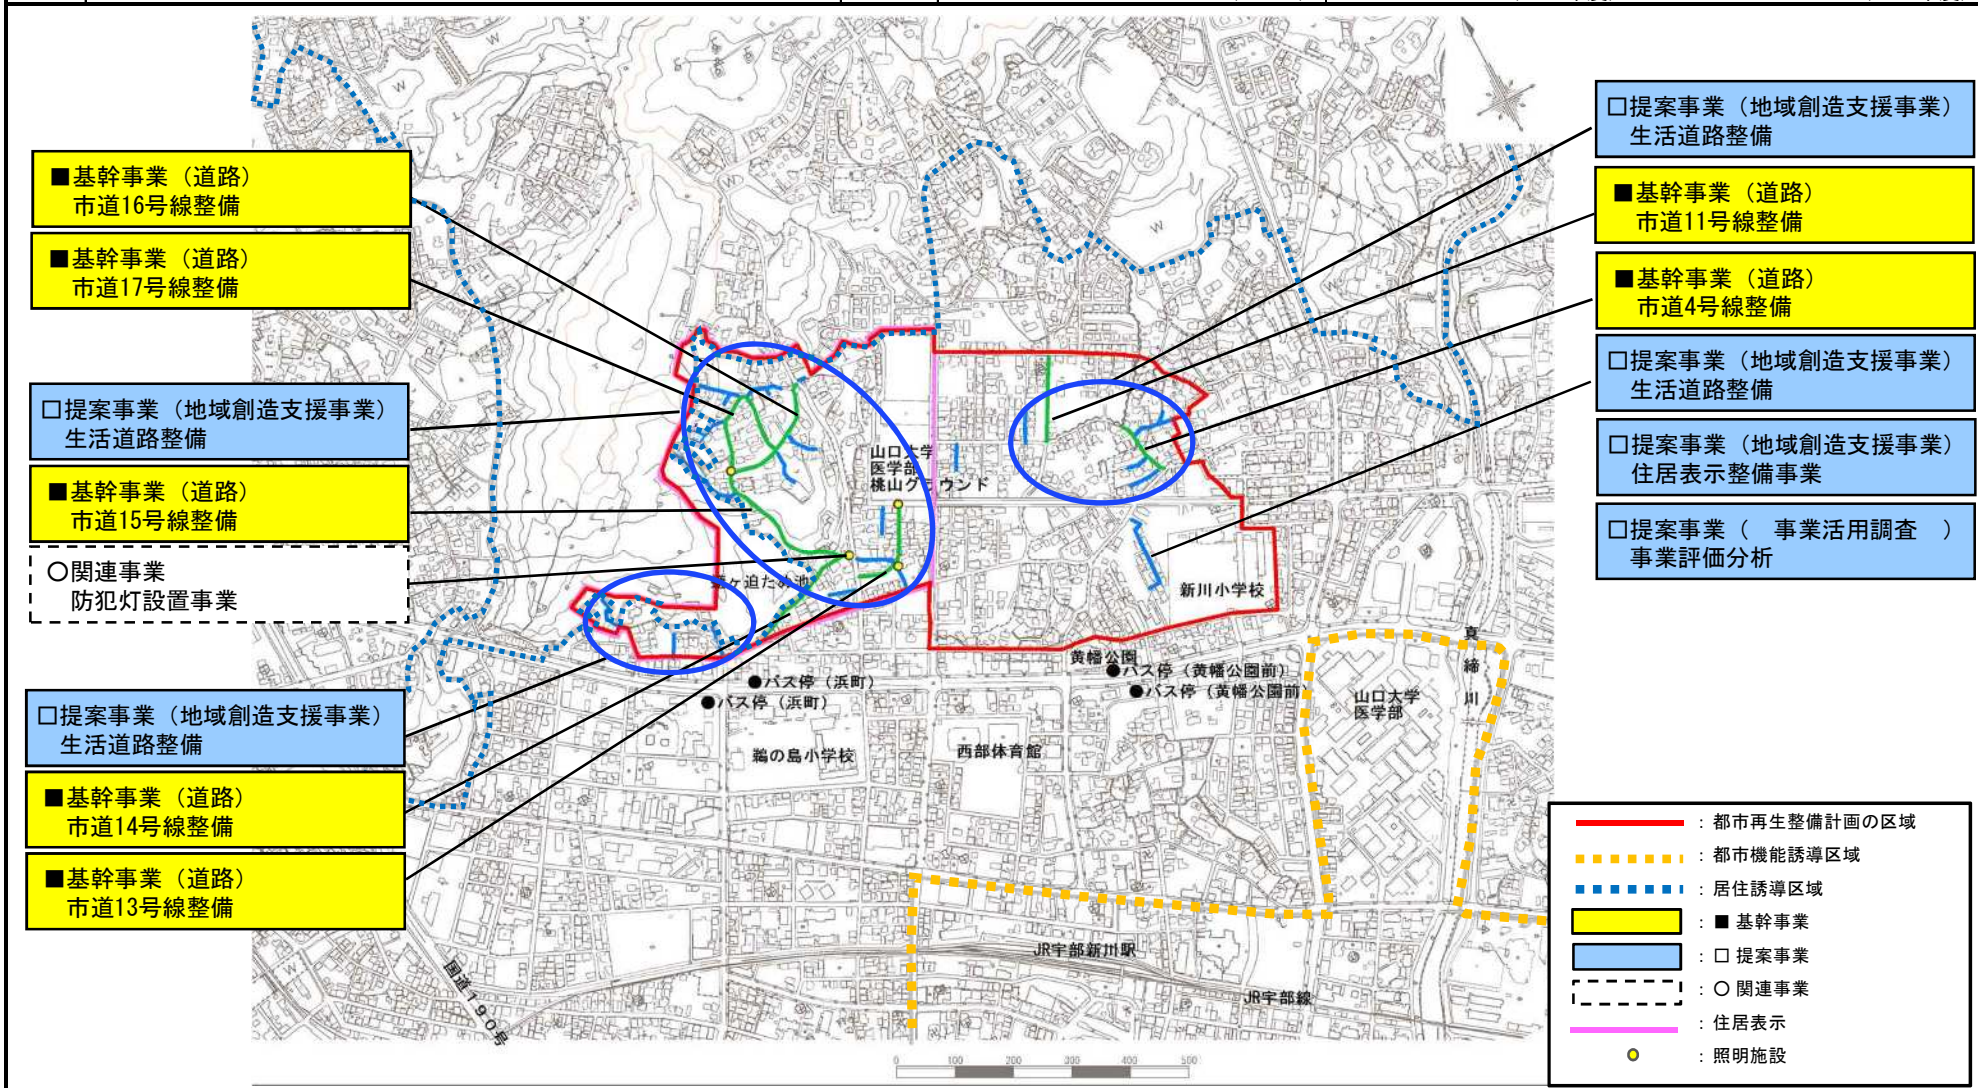 ■基幹事業（道路）
市道16号線整備
■基幹事業（道路）
市道17号線整備
□提案事業（地域創造支援事業）
生活道路整備
■基幹事業（道路）
市道15号線整備
○関連事業
防犯灯設置事業
□提案事業（地域創造支援事業）
生活道路整備
■基幹事業（道路）
市道14号線整備
■基幹事業（道路）
市道13号線整備
山口大学
医学部
桃山グラウンド
ヶ迫ため池
新川小学校
黄幡公園
●バス停（黄幡公園前）
●バス停（黄幡公園前）
●バス停（浜町）
●バス停（浜町）
鵜の島小学校
西部体育館
山口大学
医学部
真締川
JR宇部新川駅
JR宇部線
国道190号
0 100 200 300 400 500
□提案事業（地域創造支援事業）
生活道路整備
■基幹事業（道路）
市道11号線整備
■基幹事業（道路）
市道4号線整備
□提案事業（地域創造支援事業）
生活道路整備
□提案事業（地域創造支援事業）
住居表示整備事業
□提案事業（　事業活用調査　）
事業評価分析
：都市再生整備計画の区域
：都市機能誘導区域
：居住誘導区域
：■ 基幹事業
：□ 提案事業
：○ 関連事業
：住居表示
：照明施設